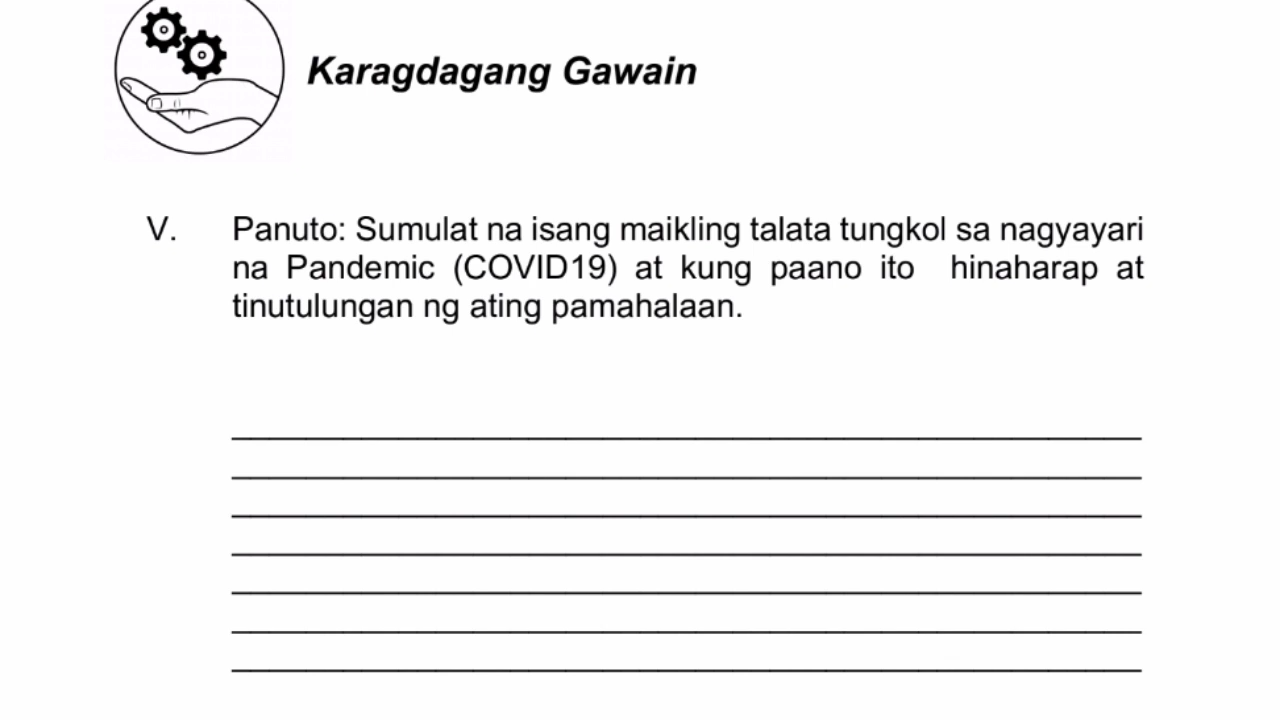 Karagdagang Gawain
V. Panuto: Sumulat na isang maikling talata tungkol sa nagyayari
na Pandemic (COVID19) at kung paano ito hinaharap at
tinutulungan ng ating pamahalaan.